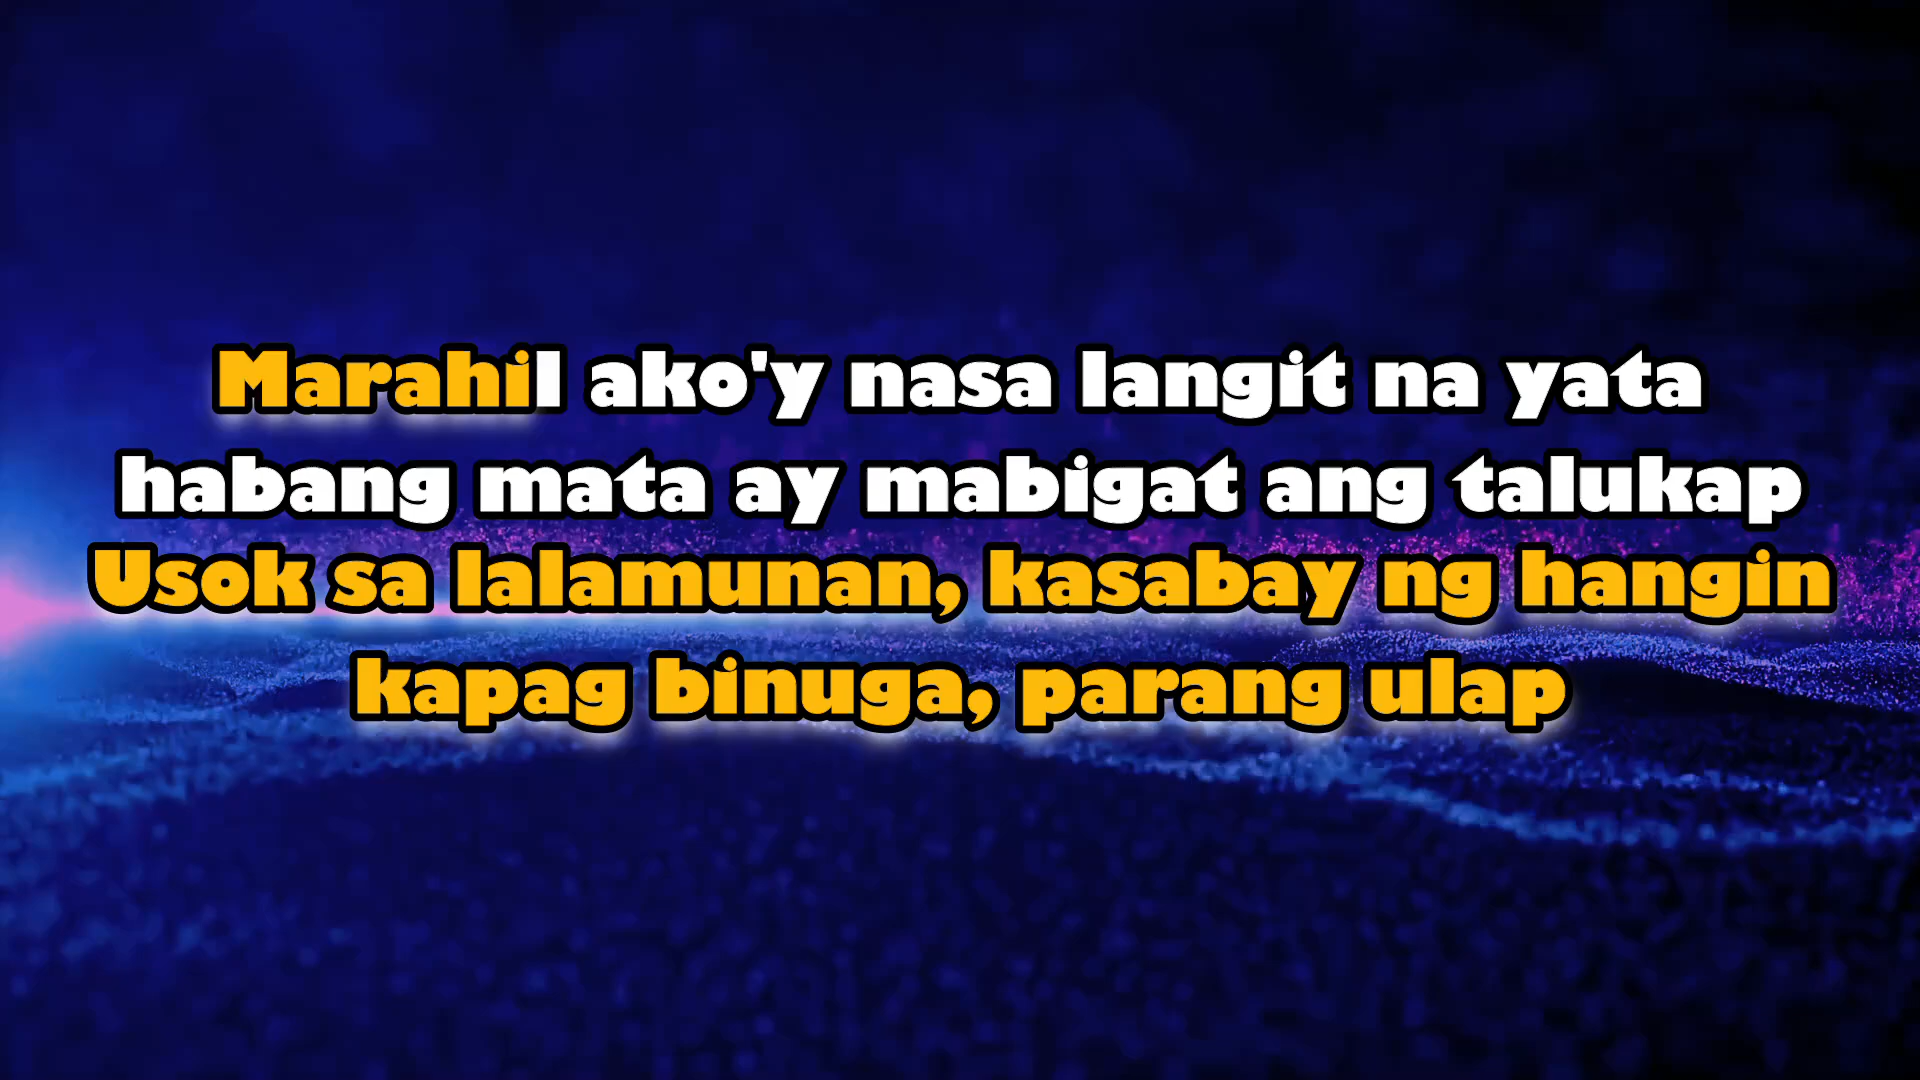 Marahil ako'y nasa langit na yata
habang mata ay mabigat ang talukap
Usok sa lalamunan, kasabay ng hangin
kapag binuga, parang ulap